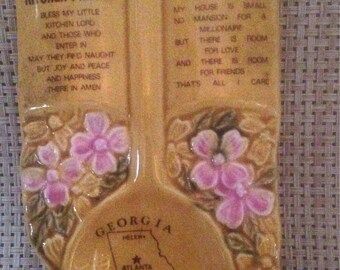 KITCHEN
BLESS MY LITTLE
KITCHEN LORD
AND THOSE WHO
ENTER IN
MAY THEY FIND NAUGHT
BUT JOY AND PEACE
AND HAPPINESS
THERE IN AMEN
MY HOUSE IS SMALL
NO MANSION FOR A
MILLIONAIRE
BUT THERE IS ROOM
FOR LOVE
AND THERE IS ROOM
FOR FRIENDS
THAT'S ALL I CARE
GEORGIA
HELEN
ATLANTA